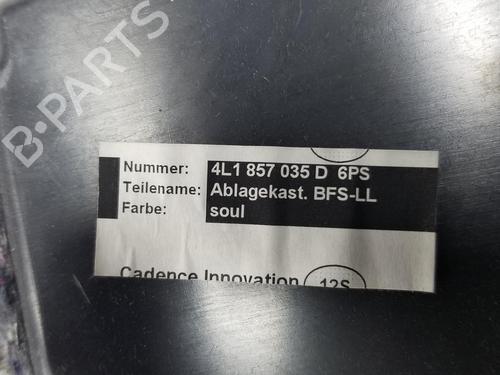 B-PARTS
Nummer: 4L1 857 035 D 6PS
Teilename: Ablagekast. BFS-LL
Farbe: soul
Cadence Innovation 12S